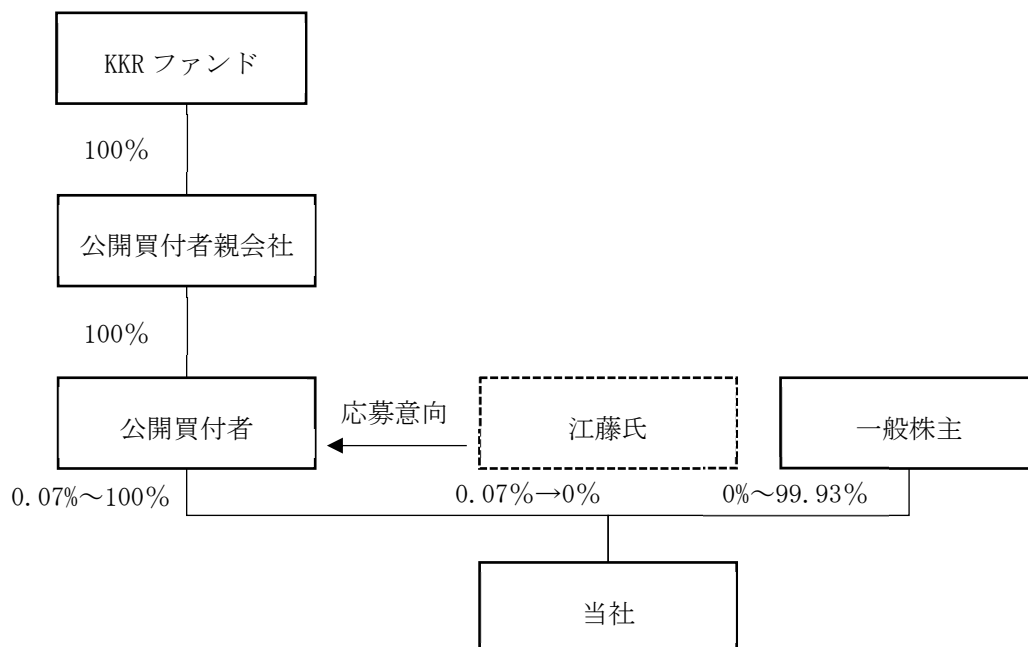 KKR ファンド
100%
公開買付者親会社
100%
公開買付者
応募意向
江藤氏
一般株主
0.07%～100%
0.07%→0%
0%～99.93%
当社